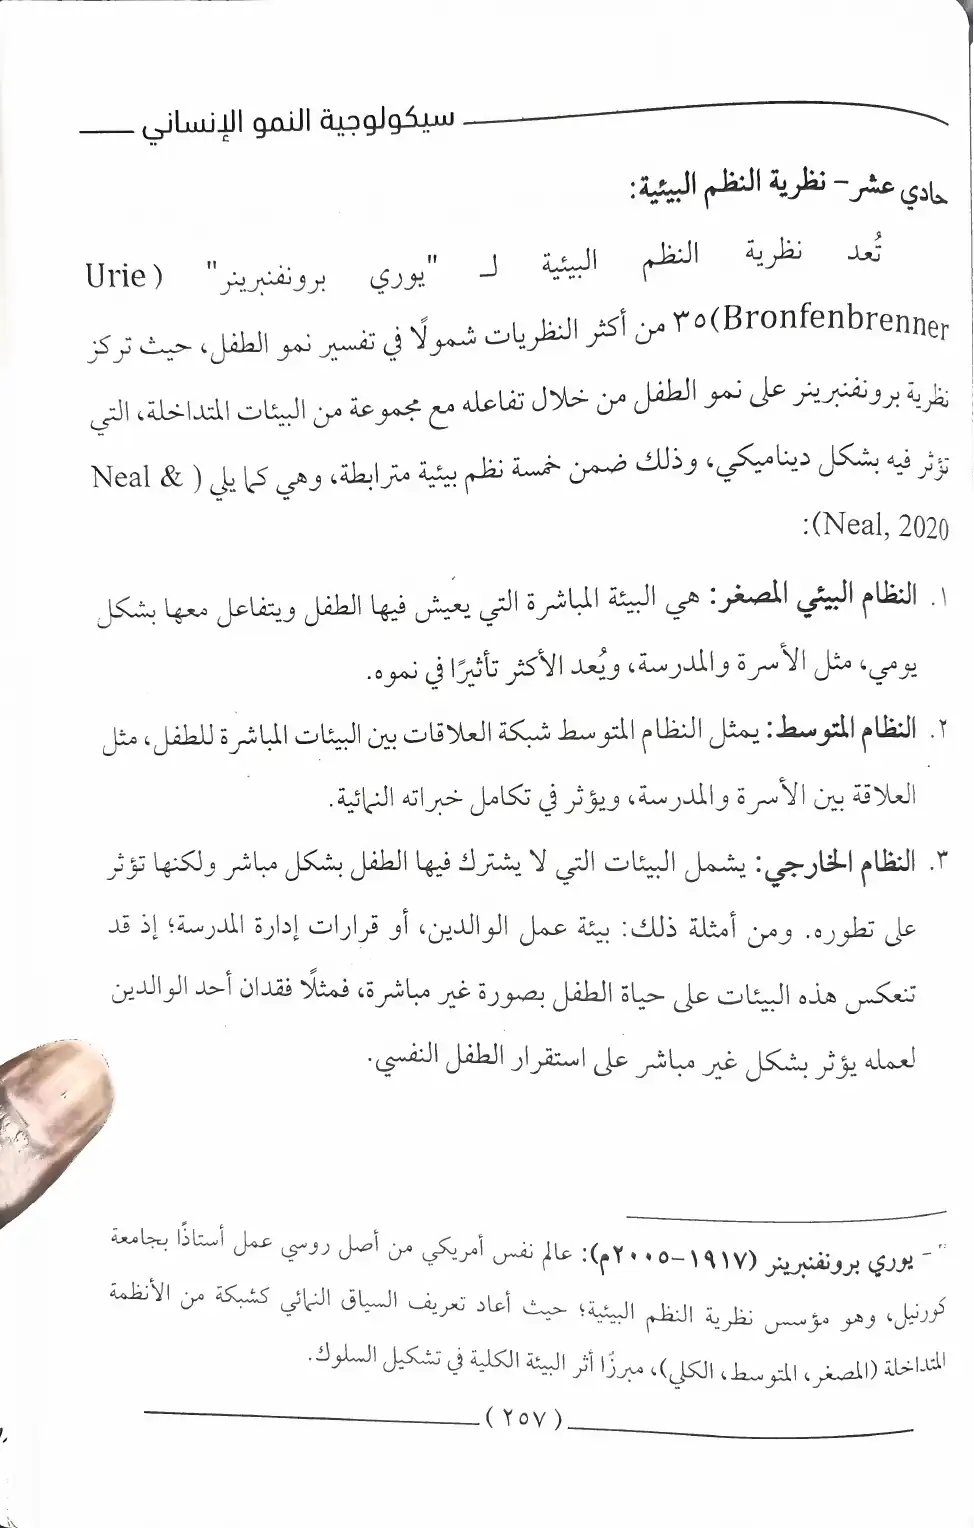 سيكولوجية النمو الإنساني
حادي عشر – نظرية النظم البيئية:
تُعد نظرية النظم البيئية لـ "يوري برونفنبرينر" (Urie
Bronfenbrenner)٣٥ من أكثر النظريات شمولًا في تفسير نمو الطفل، حيث تركز
نظرية برونفنبرينر على نمو الطفل من خلال تفاعله مع مجموعة من البيئات المتداخلة، التي
تؤثر فيه بشكل ديناميكي، وذلك ضمن خمسة نظم بيئية مترابطة، وهي كما يلي (Neal &
Neal, 2020):
١. النظام البيئي المصغر: هي البيئة المباشرة التي يعيش فيها الطفل ويتفاعل معها بشكل
يومي، مثل الأسرة والمدرسة، ويُعد الأكثر تأثيرًا في نموه.
٢. النظام المتوسط: يمثل النظام المتوسط شبكة العلاقات بين البيئات المباشرة للطفل، مثل
العلاقة بين الأسرة والمدرسة، ويؤثر في تكامل خبراته النمائية.
٣. النظام الخارجي: يشمل البيئات التي لا يشترك فيها الطفل بشكل مباشر ولكنها تؤثر
على تطوره. ومن أمثلة ذلك: بيئة عمل الوالدين، أو قرارات إدارة المدرسة؛ إذ قد
تنعكس هذه البيئات على حياة الطفل بصورة غير مباشرة، فمثلًا فقدان أحد الوالدين
لعمله يؤثر بشكل غير مباشر على استقرار الطفل النفسي.
– يوري برونفنبرينر (١٩١٧–٢٠٠٥م): عالم نفس أمريكي من أصل روسي عمل أستاذًا بجامعة
كورنيل، وهو مؤسس نظرية النظم البيئية؛ حيث أعاد تعريف السياق النمائي كشبكة من الأنظمة
المتداخلة (المصغر، المتوسط، الكلي)، مبرزًا أثر البيئة الكلية في تشكيل السلوك.
(٢٥٧)